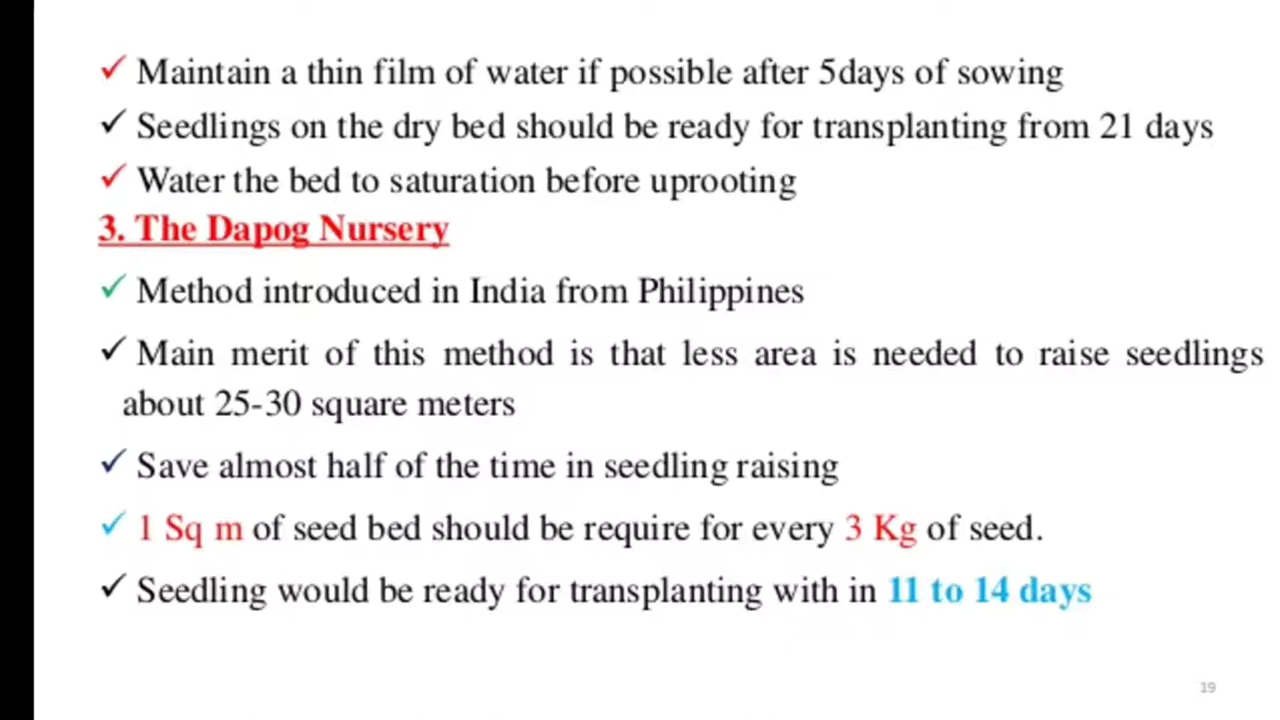 ✓ Maintain a thin film of water if possible after 5days of sowing
✓ Seedlings on the dry bed should be ready for transplanting from 21 days
✓ Water the bed to saturation before uprooting
3. The Dapog Nursery
✓ Method introduced in India from Philippines
✓ Main merit of this method is that less area is needed to raise seedlings
about 25-30 square meters
✓ Save almost half of the time in seedling raising
✓ 1 Sq m of seed bed should be require for every 3 Kg of seed.
✓ Seedling would be ready for transplanting with in 11 to 14 days
19